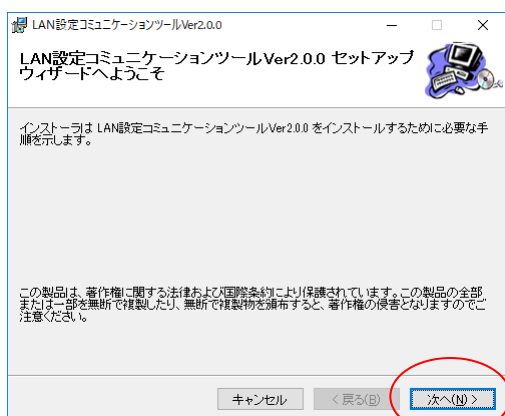 LAN設定コミュニケーションツールVer2.0.0
LAN設定コミュニケーションツールVer2.0.0 セットアップ
ウィザードへようこそ
インストーラは LAN設定コミュニケーションツールVer2.0.0 をインストールするために必要な手
順を示します。
この製品は、著作権に関する法律および国際条約により保護されています。この製品の全部
または一部を無断で複製したり、無断で複製物を頒布すると、著作権の侵害となりますのでご
注意ください。
キャンセル
< 戻る(B)
次へ(N) >